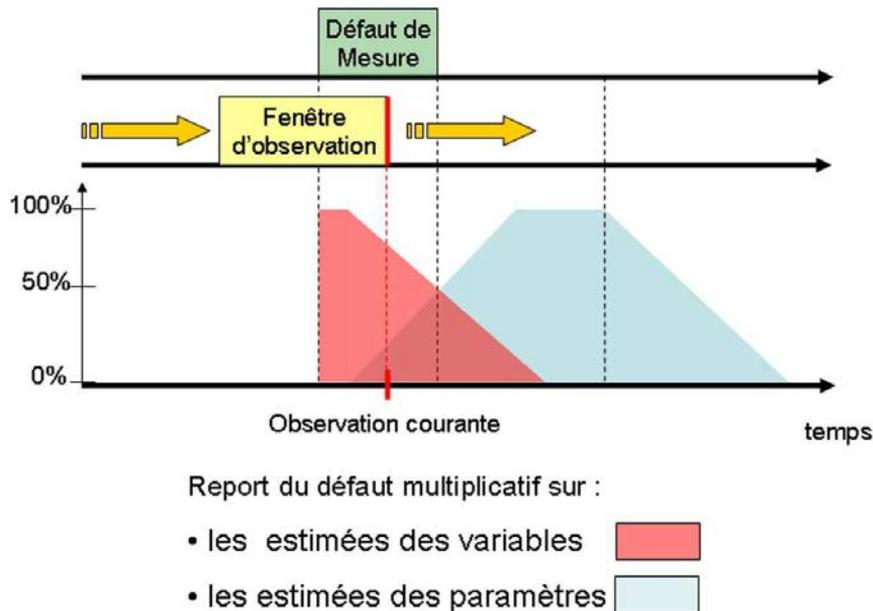 Défaut de
Mesure
Fenêtre
d'observation
100%
50%
0%
Observation courante
temps
Report du défaut multiplicatif sur :
• les estimées des variables
• les estimées des paramètres